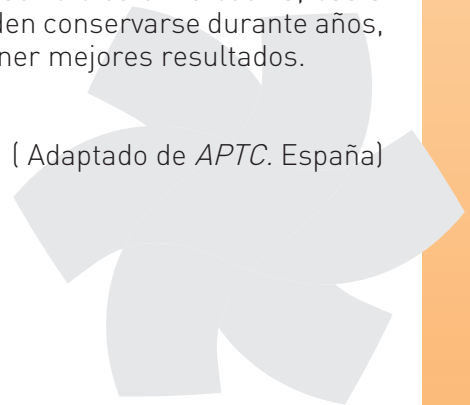 den conservarse durante años,
ner mejores resultados.
( Adaptado de APTC. España)